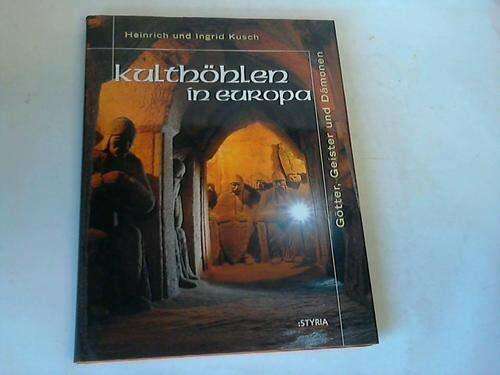 Heinrich und Ingrid Kusch
Kulthöhlen
in europa
Götter, Geister und Dämonen
:STYRIA